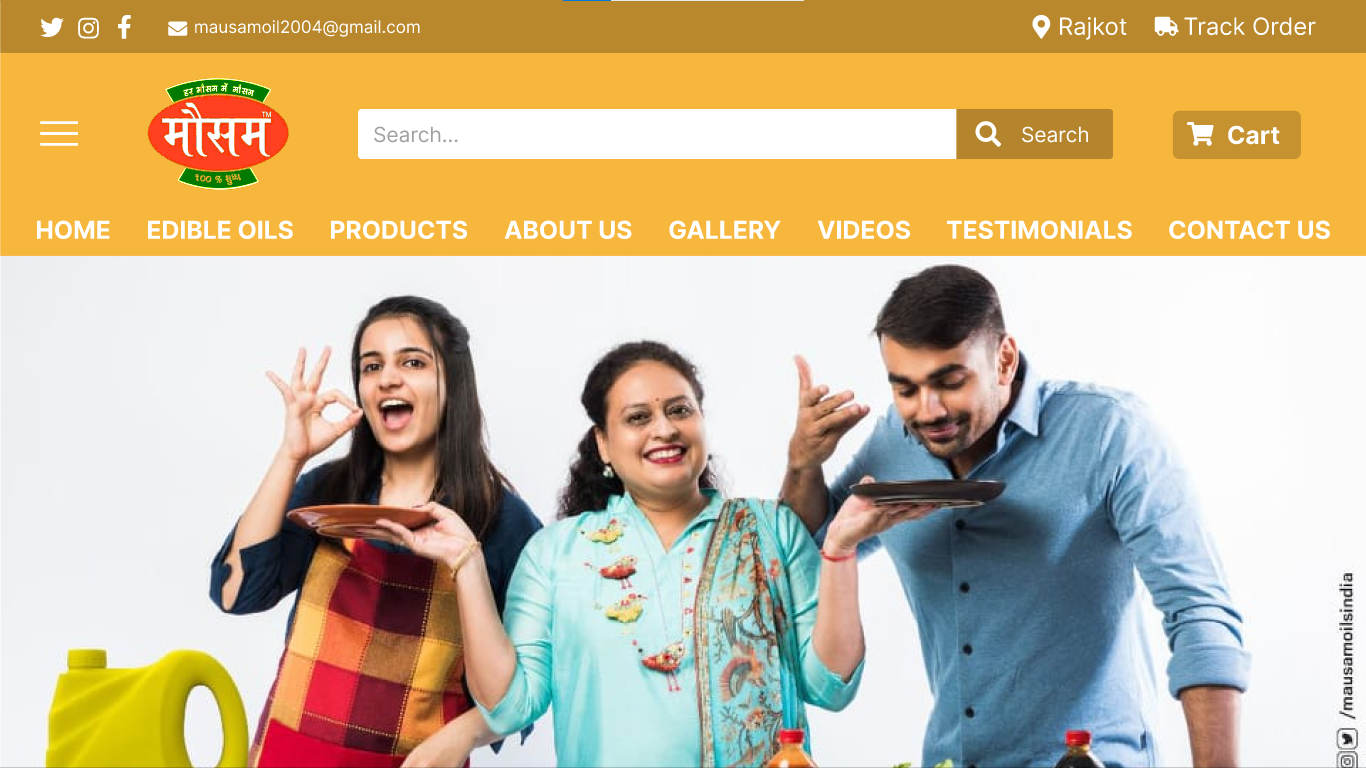 mausamoil2004@gmail.com
Rajkot
Track Order
हर मौसम में मौसम
मौसम
TM
100 % शुध्ध
Search...
Search
Cart
HOME
EDIBLE OILS
PRODUCTS
ABOUT US
GALLERY
VIDEOS
TESTIMONIALS
CONTACT US
/mausamoilsindia